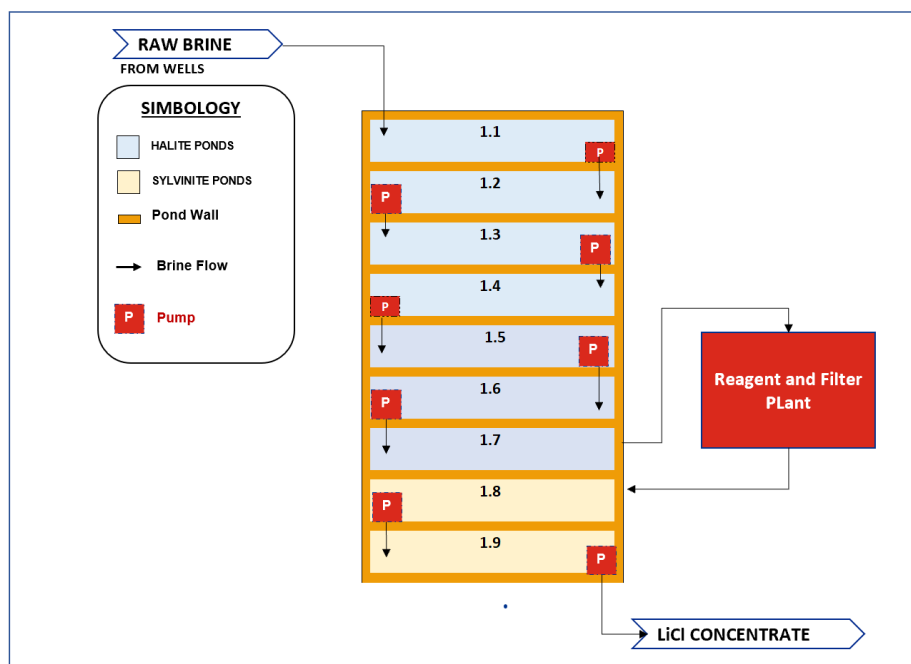 RAW BRINE
FROM WELLS
SIMBOLOGY
HALITE PONDS
SYLVINITE PONDS
Pond Wall
Brine Flow
P
Pump
1.1
P
1.2
P
1.3
P
1.4
P
1.5
P
1.6
P
1.7
1.8
P
1.9
P
Reagent and Filter
PLant
LiCl CONCENTRATE